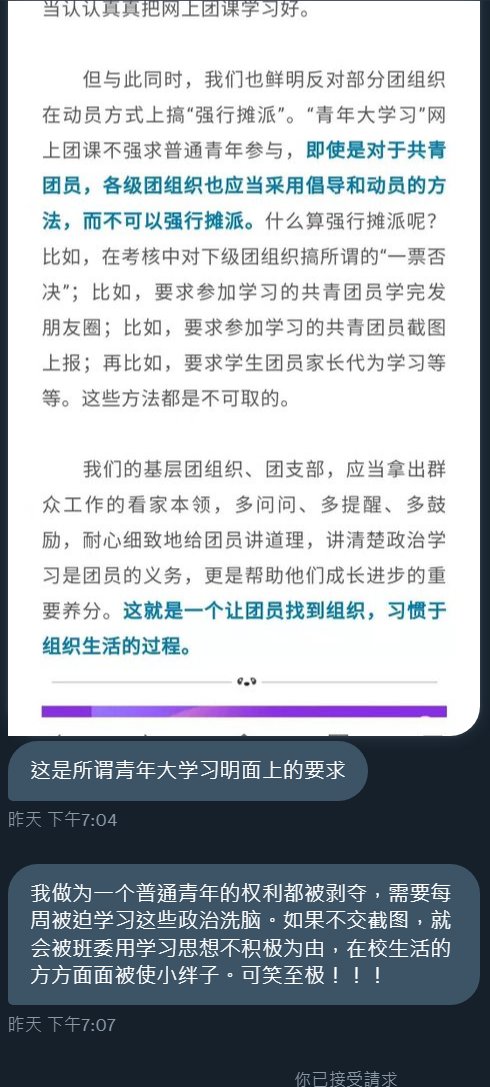 当认认真真把网上团课学习好。
但与此同时，我们也鲜明反对部分团组织
在动员方式上搞“强行摊派”。“青年大学习”网
上团课不强求普通青年参与，即使是对于共青
团员，各级团组织也应当采用倡导和动员的方
法，而不可以强行摊派。什么算强行摊派呢？
比如，在考核中对下级团组织搞所谓的“一票否
决”；比如，要求参加学习的共青团员学完发
朋友圈；比如，要求参加学习的共青团员截图
上报；再比如，要求学生团员家长代为学习等
等。这些方法都是不可取的。
我们的基层团组织、团支部，应当拿出群
众工作的看家本领，多问问、多提醒、多鼓
励，耐心细致地给团员讲道理，讲清楚政治学
习是团员的义务，更是帮助他们成长进步的重
要养分。这就是一个让团员找到组织，习惯于
组织生活的过程。
这是所谓青年大学习明面上的要求
昨天 下午7:04
我做为一个普通青年的权利都被剥夺，需要每
周被迫学习这些政治洗脑。如果不交截图，就
会被班委用学习思想不积极为由，在校生活的
方方面面被使小绊子。可笑至极！！！
昨天 下午7:07
你已接受請求